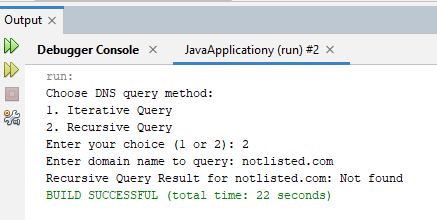 Output ×
Debugger Console × JavaApplicationy (run) #2 ×
run:
Choose DNS query method:
1. Iterative Query
2. Recursive Query
Enter your choice (1 or 2): 2
Enter domain name to query: notlisted.com
Recursive Query Result for notlisted.com: Not found
BUILD SUCCESSFUL (total time: 22 seconds)